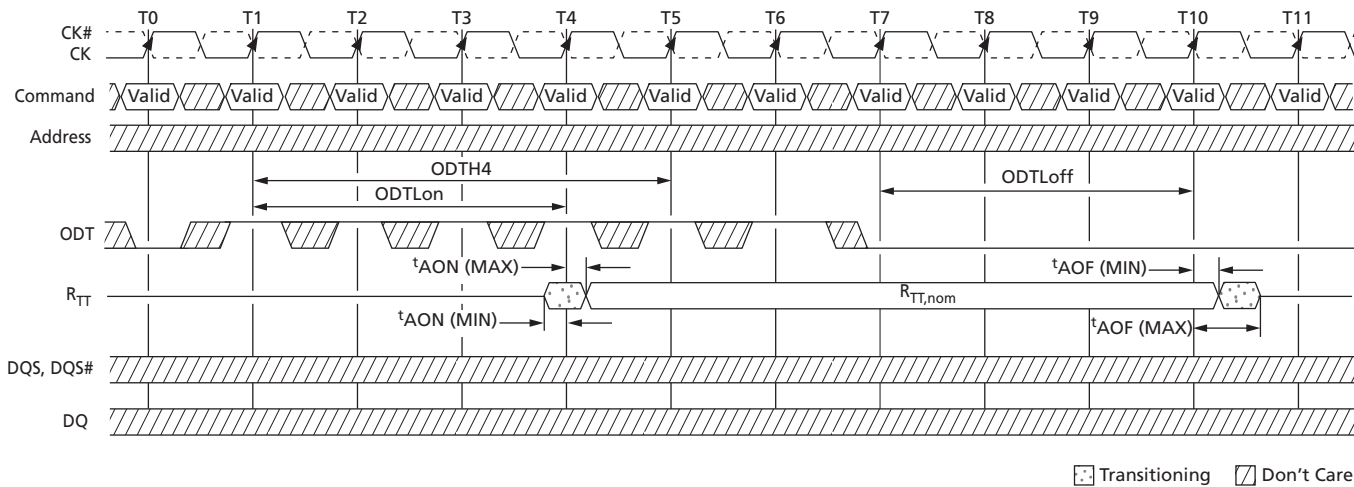 T0 T1 T2 T3 T4 T5 T6 T7 T8 T9 T10 T11
CK#
CK
Command Valid Valid Valid Valid Valid Valid Valid Valid Valid Valid Valid Valid
Address
ODTH4
ODTLon
ODTLoff
ODT
tAON (MAX)
tAOF (MIN)
RTT
RTT,nom
tAON (MIN)
tAOF (MAX)
DQS, DQS#
DQ
Transitioning Don't Care